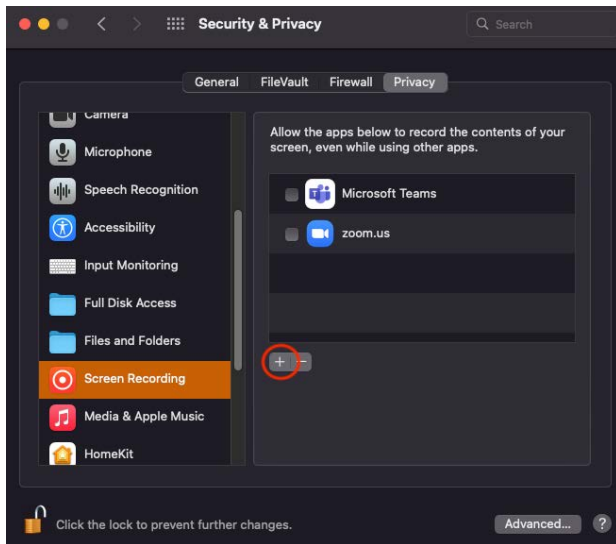 Security & Privacy
Search
General
FileVault
Firewall
Privacy
Camera
Microphone
Speech Recognition
Accessibility
Input Monitoring
Full Disk Access
Files and Folders
Screen Recording
Media & Apple Music
HomeKit
Allow the apps below to record the contents of your
screen, even while using other apps.
Microsoft Teams
zoom.us
+ −
Click the lock to prevent further changes.
Advanced...
?